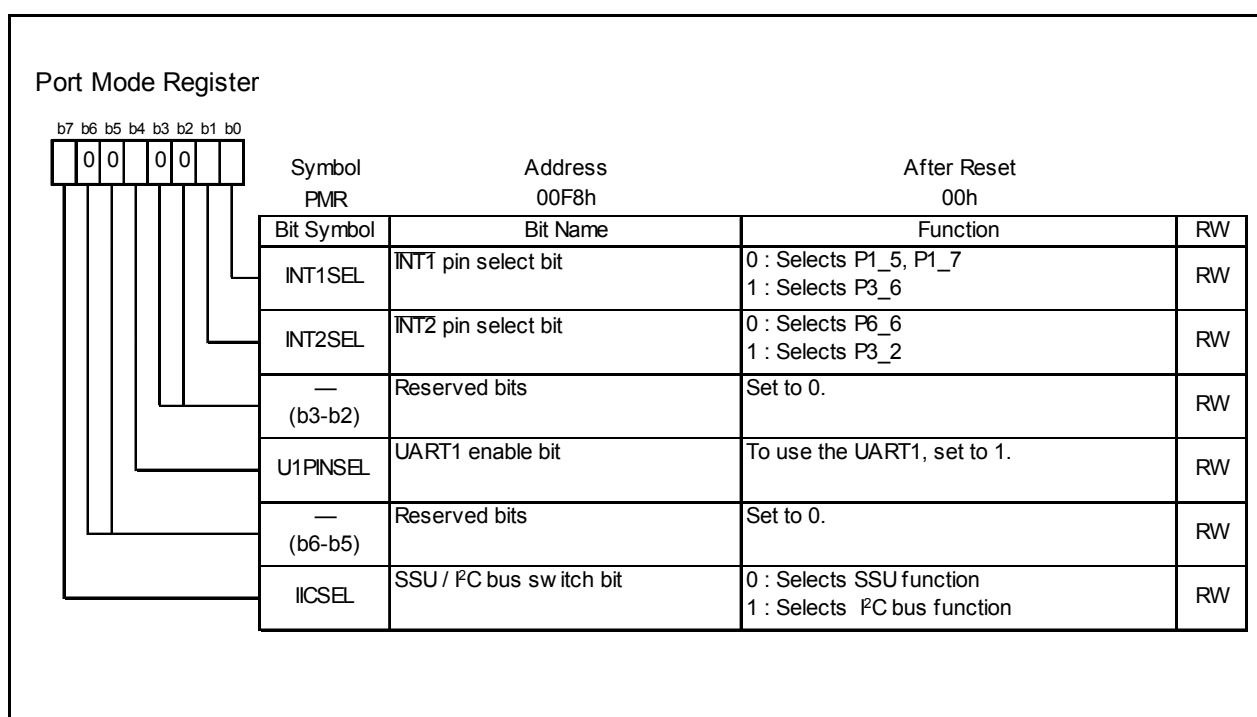 Port Mode Register
b7 b6 b5 b4 b3 b2 b1 b0
0 0 0 0
Symbol Address After Reset
PMR 00F8h 00h
Bit Symbol Bit Name Function RW
INT1SEL INT1 pin select bit 0 : Selects P1_5, P1_7 RW
1 : Selects P3_6
INT2SEL INT2 pin select bit 0 : Selects P6_6 RW
1 : Selects P3_2
— Reserved bits Set to 0. RW
(b3-b2)
U1PINSEL UART1 enable bit To use the UART1, set to 1. RW
— Reserved bits Set to 0. RW
(b6-b5)
IICSEL SSU / I²C bus switch bit 0 : Selects SSU function RW
1 : Selects I²C bus function